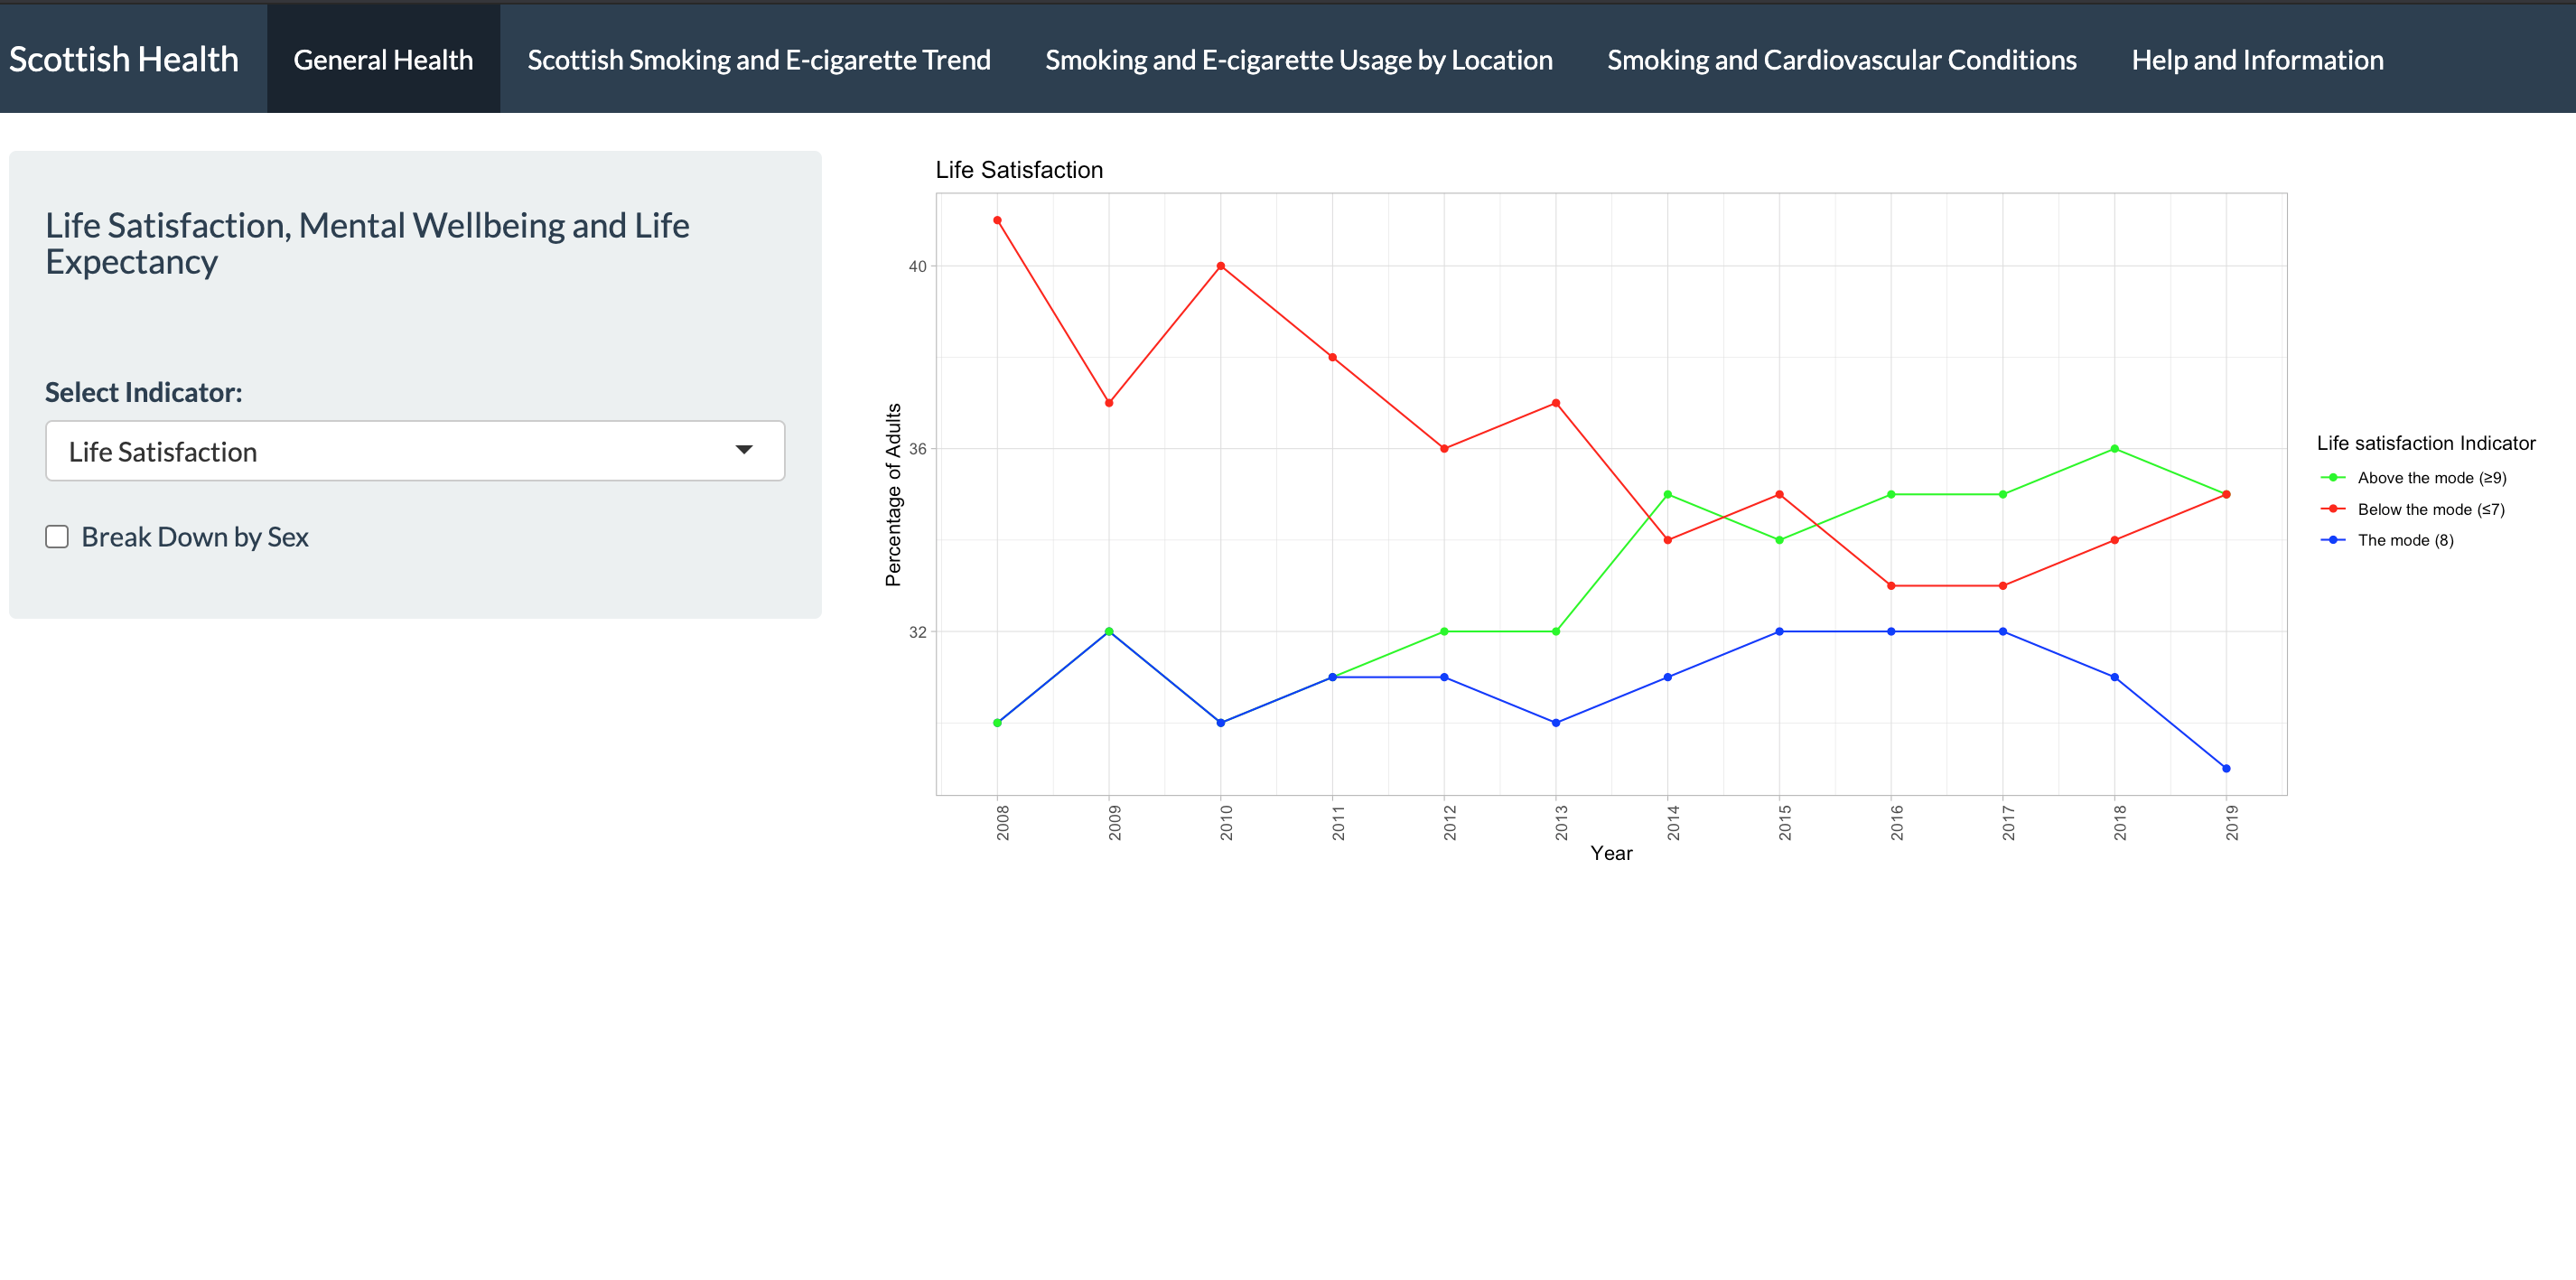 Scottish Health
General Health
Scottish Smoking and E-cigarette Trend
Smoking and E-cigarette Usage by Location
Smoking and Cardiovascular Conditions
Help and Information
Life Satisfaction, Mental Wellbeing and Life
Expectancy
Select Indicator:
Life Satisfaction
Break Down by Sex
Life Satisfaction
Percentage of Adults
40
36
32
2008
2009
2010
2011
2012
2013
2014
2015
2016
2017
2018
2019
Year
Life satisfaction Indicator
Above the mode (≥9)
Below the mode (≤7)
The mode (8)